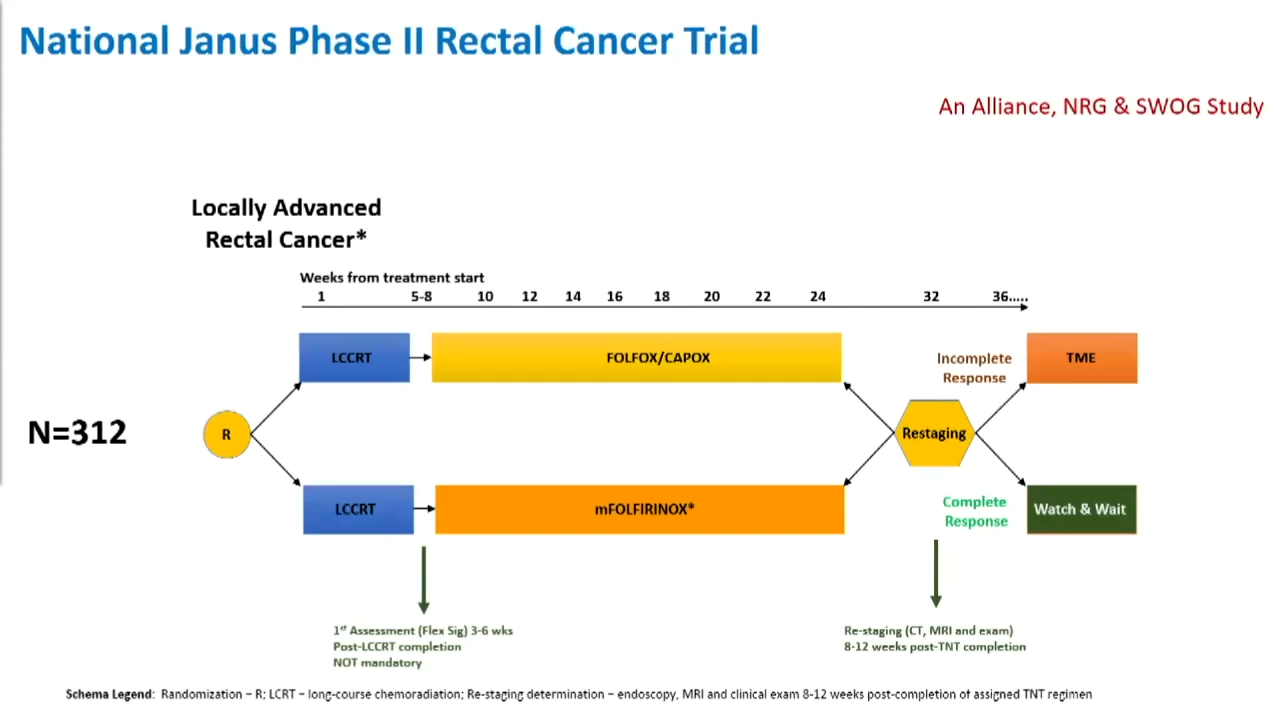 National Janus Phase II Rectal Cancer Trial
An Alliance, NRG & SWOG Study
Locally Advanced
Rectal Cancer*
Weeks from treatment start
1 5-8 10 12 14 16 18 20 22 24 32 36.....
LCCRT
FOLFOX/CAPOX
Incomplete
Response
TME
N=312
R
Restaging
LCCRT
mFOLFIRINOX*
Complete
Response
Watch & Wait
1st Assessment (Flex Sig) 3-6 wks
Post-LCCRT completion
NOT mandatory
Re-staging (CT, MRI and exam)
8-12 weeks post-TNT completion
Schema Legend: Randomization – R; LCRT – long-course chemoradiation; Re-staging determination – endoscopy, MRI and clinical exam 8-12 weeks post-completion of assigned TNT regimen